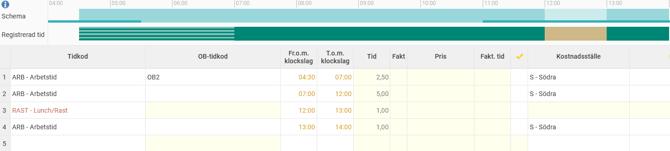 04:00 05:00 06:00 07:00 08:00 09:00 10:00 11:00 12:00 13:00
Schema
Registrerad tid
Tidkod OB-tidkod Fr.o.m. klockslag T.o.m. klockslag Tid Fakt Pris Fakt. tid Kostnadsställe
1 ARB - Arbetstid OB2 04:30 07:00 2,50 S - Södra
2 ARB - Arbetstid 07:00 12:00 5,00 S - Södra
3 RAST - Lunch/Rast 12:00 13:00 1,00
4 ARB - Arbetstid 13:00 14:00 1,00 S - Södra
5